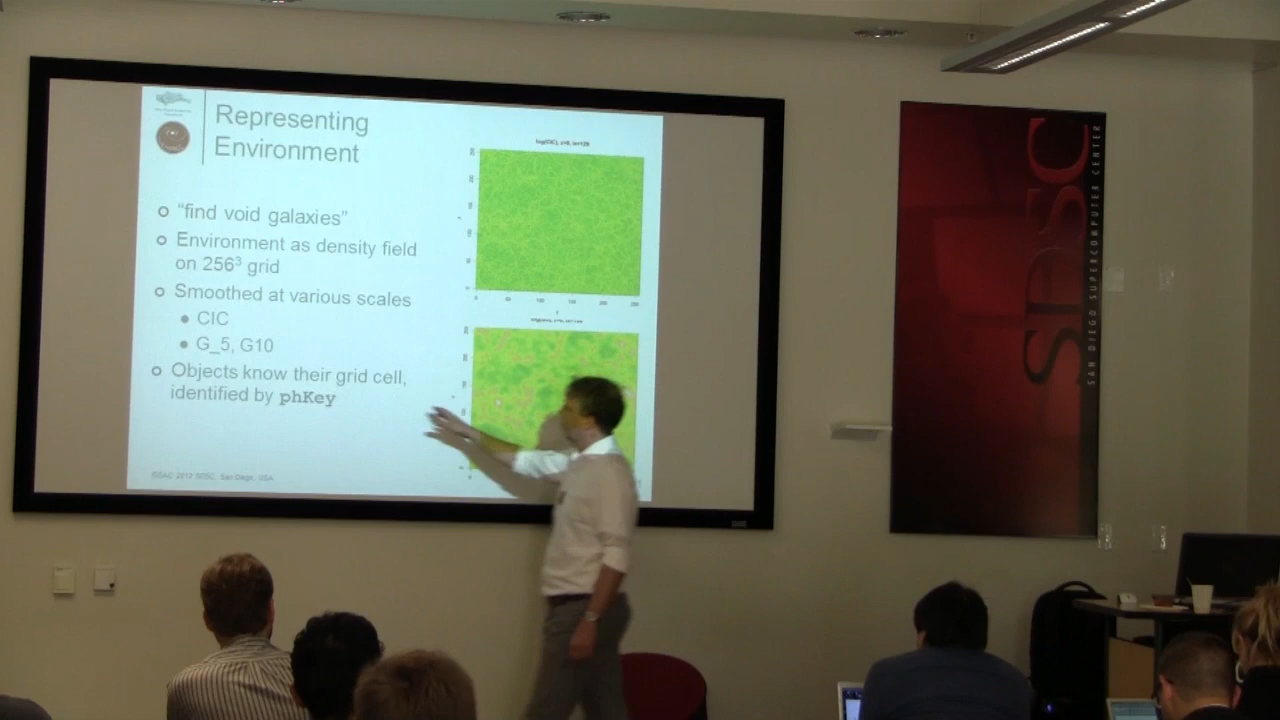 Representing
Environment
"find void galaxies"
Environment as density field
on 256³ grid
Smoothed at various scales
CIC
G_5, G10
Objects know their grid cell,
identified by phKey
SDSC
SAN DIEGO SUPERCOMPUTER CENTER